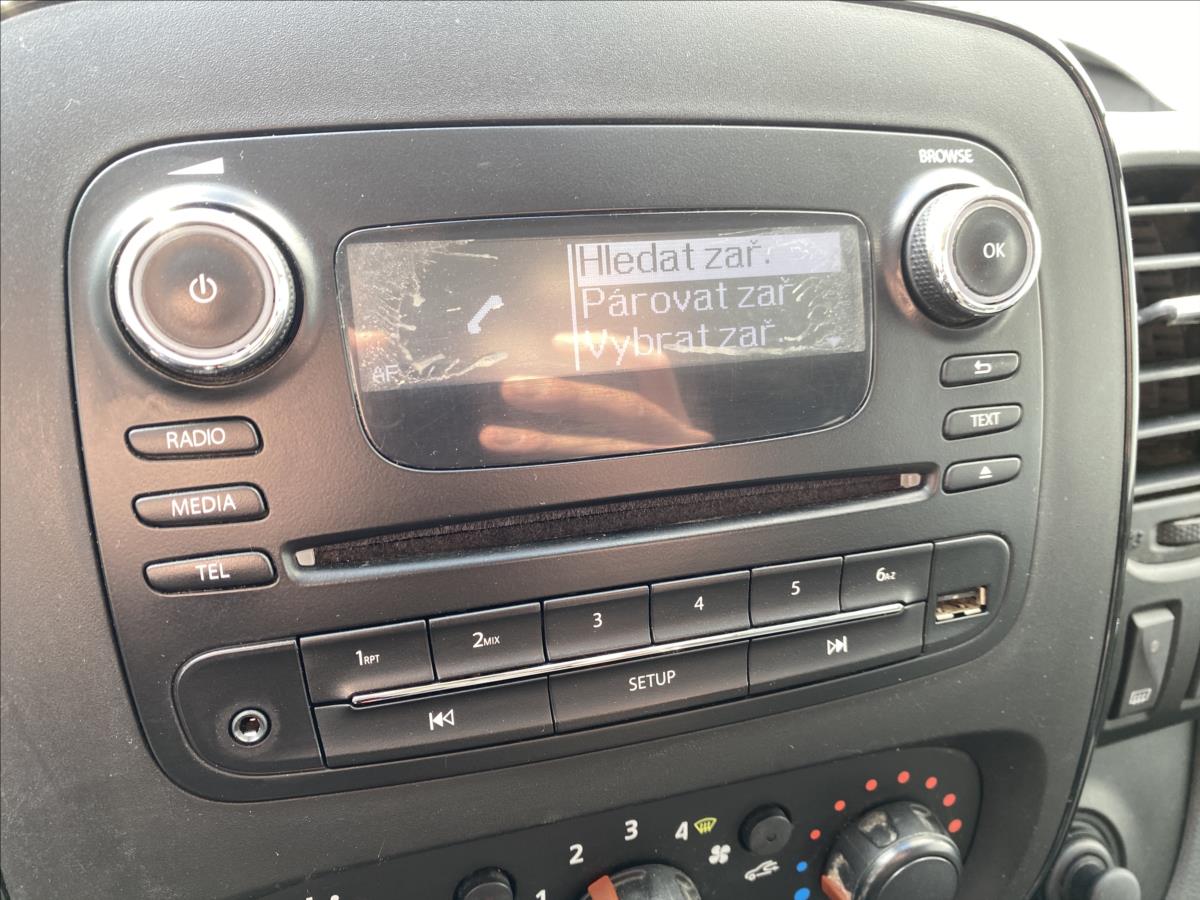 BROWSE
OK
Hledat zař.
Párovat zař
Vybrat zař.
AF
TEXT
RADIO
MEDIA
TEL
1RPT
2MIX
3
4
5
6A-Z
SETUP
1
2
3
4